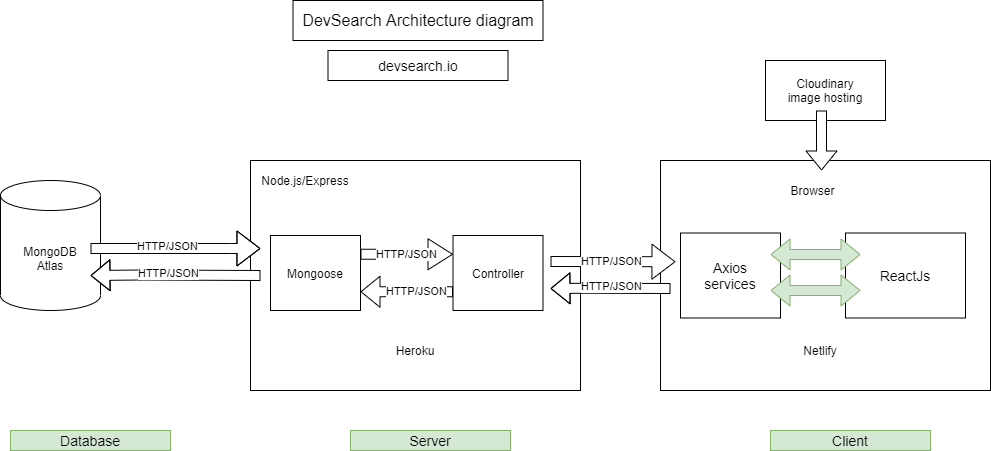 DevSearch Architecture diagram
devsearch.io
Cloudinary
image hosting
Node.js/Express
Browser
MongoDB
Atlas
HTTP/JSON
HTTP/JSON
Mongoose
HTTP/JSON
HTTP/JSON
Controller
HTTP/JSON
HTTP/JSON
Axios
services
ReactJs
Heroku
Netlify
Database
Server
Client